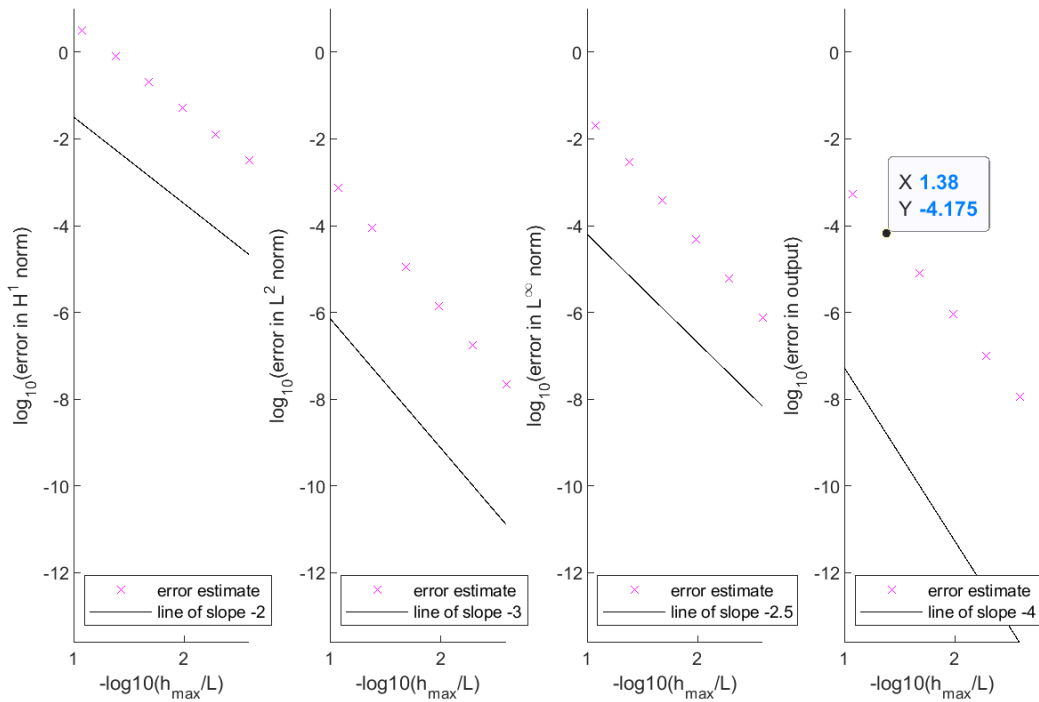 log10(error in H1 norm)
0
-2
-4
-6
-8
-10
-12
1
2
-log10(hmax/L)
error estimate
line of slope -2
log10(error in L2 norm)
0
-2
-4
-6
-8
-10
-12
1
2
-log10(hmax/L)
error estimate
line of slope -3
log10(error in L∞ norm)
0
-2
-4
-6
-8
-10
-12
1
2
-log10(hmax/L)
error estimate
line of slope -2.5
log10(error in output)
0
-2
-4
-6
-8
-10
-12
X 1.38
Y -4.175
1
2
-log10(hmax/L)
error estimate
line of slope -4